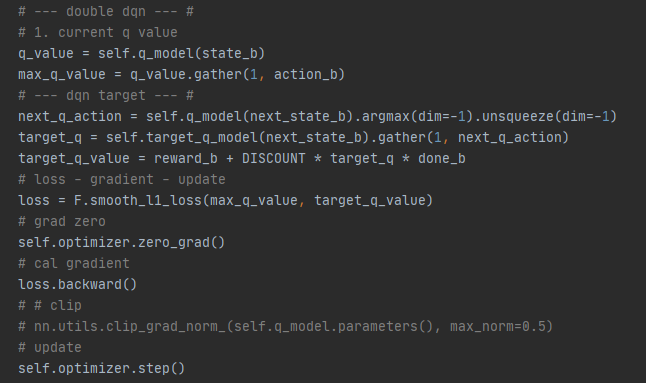 # --- double dqn --- #
# 1. current q value
q_value = self.q_model(state_b)
max_q_value = q_value.gather(1, action_b)
# --- dqn target --- #
next_q_action = self.q_model(next_state_b).argmax(dim=-1).unsqueeze(dim=-1)
target_q = self.target_q_model(next_state_b).gather(1, next_q_action)
target_q_value = reward_b + DISCOUNT * target_q * done_b
# loss - gradient - update
loss = F.smooth_l1_loss(max_q_value, target_q_value)
# grad zero
self.optimizer.zero_grad()
# cal gradient
loss.backward()
# # clip
# nn.utils.clip_grad_norm_(self.q_model.parameters(), max_norm=0.5)
# update
self.optimizer.step()